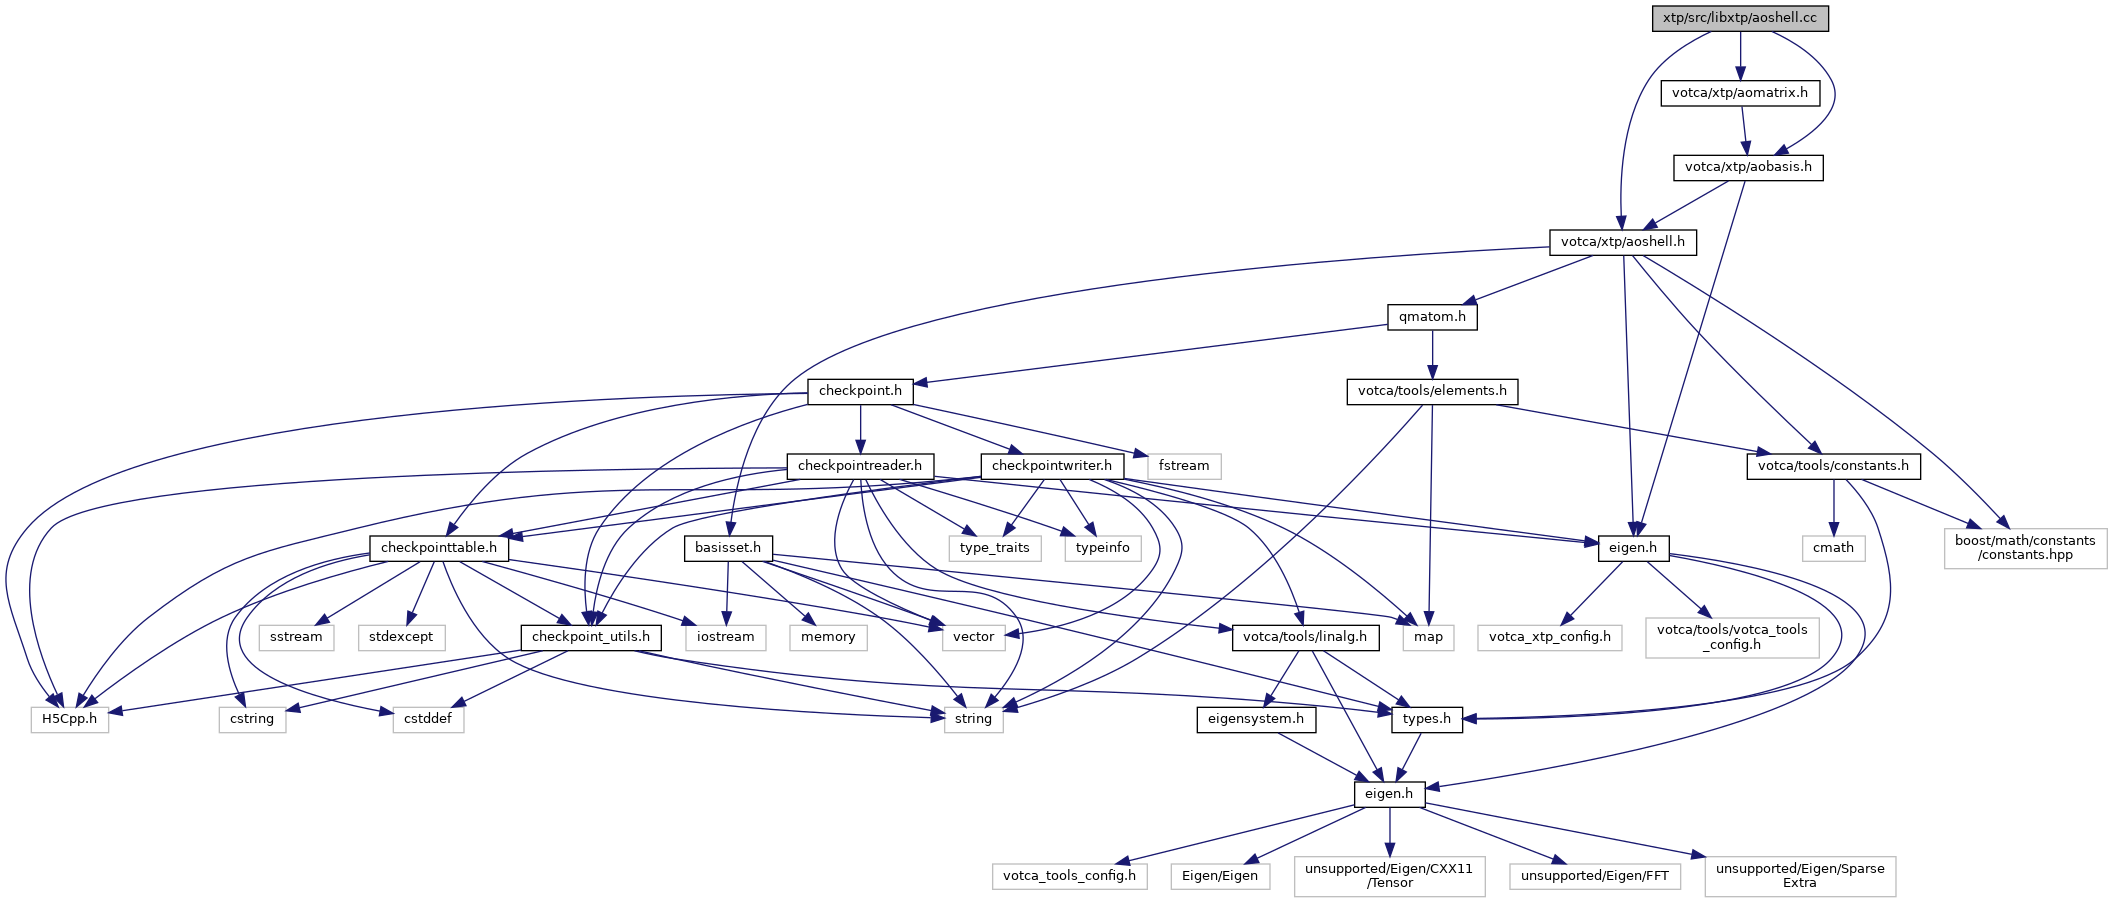 xtp/src/libxtp/aoshell.cc
votca/xtp/aomatrix.h
votca/xtp/aobasis.h
votca/xtp/aoshell.h
qmatom.h
checkpoint.h
votca/tools/elements.h
checkpointreader.h
checkpointwriter.h
fstream
votca/tools/constants.h
checkpointtable.h
basisset.h
type_traits
typeinfo
eigen.h
cmath
boost/math/constants
/constants.hpp
sstream
stdexcept
checkpoint_utils.h
iostream
memory
vector
votca/tools/linalg.h
map
votca_xtp_config.h
votca/tools/votca_tools
_config.h
H5Cpp.h
cstring
cstddef
string
eigensystem.h
types.h
eigen.h
votca_tools_config.h
Eigen/Eigen
unsupported/Eigen/CXX11
/Tensor
unsupported/Eigen/FFT
unsupported/Eigen/Sparse
Extra